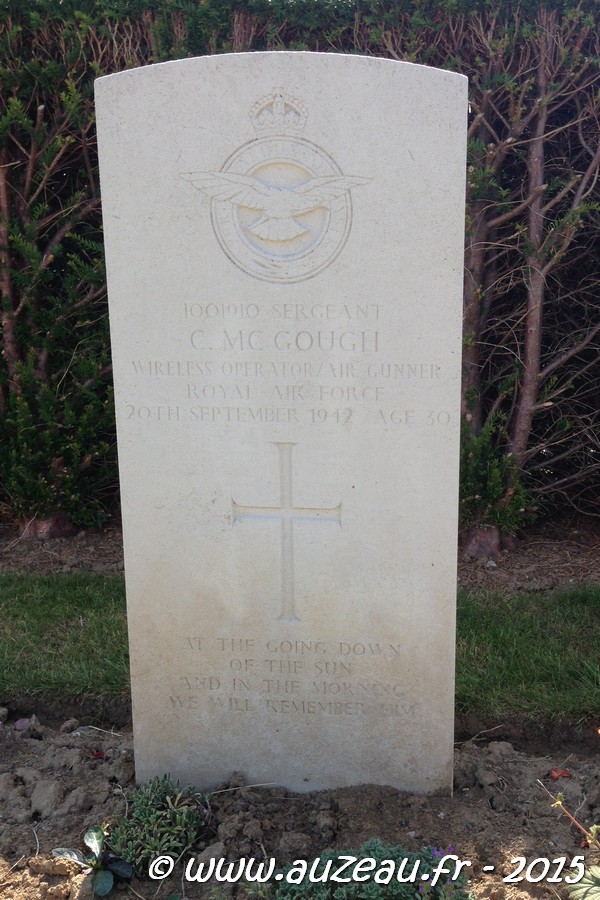 1001910 SERGEANT
C. MC GOUGH
WIRELESS OPERATOR/AIR GUNNER
ROYAL AIR FORCE
20TH SEPTEMBER 1942 AGE 30
AT THE GOING DOWN
OF THE SUN
AND IN THE MORNING
WE WILL REMEMBER
© www.auzeau.fr - 2015